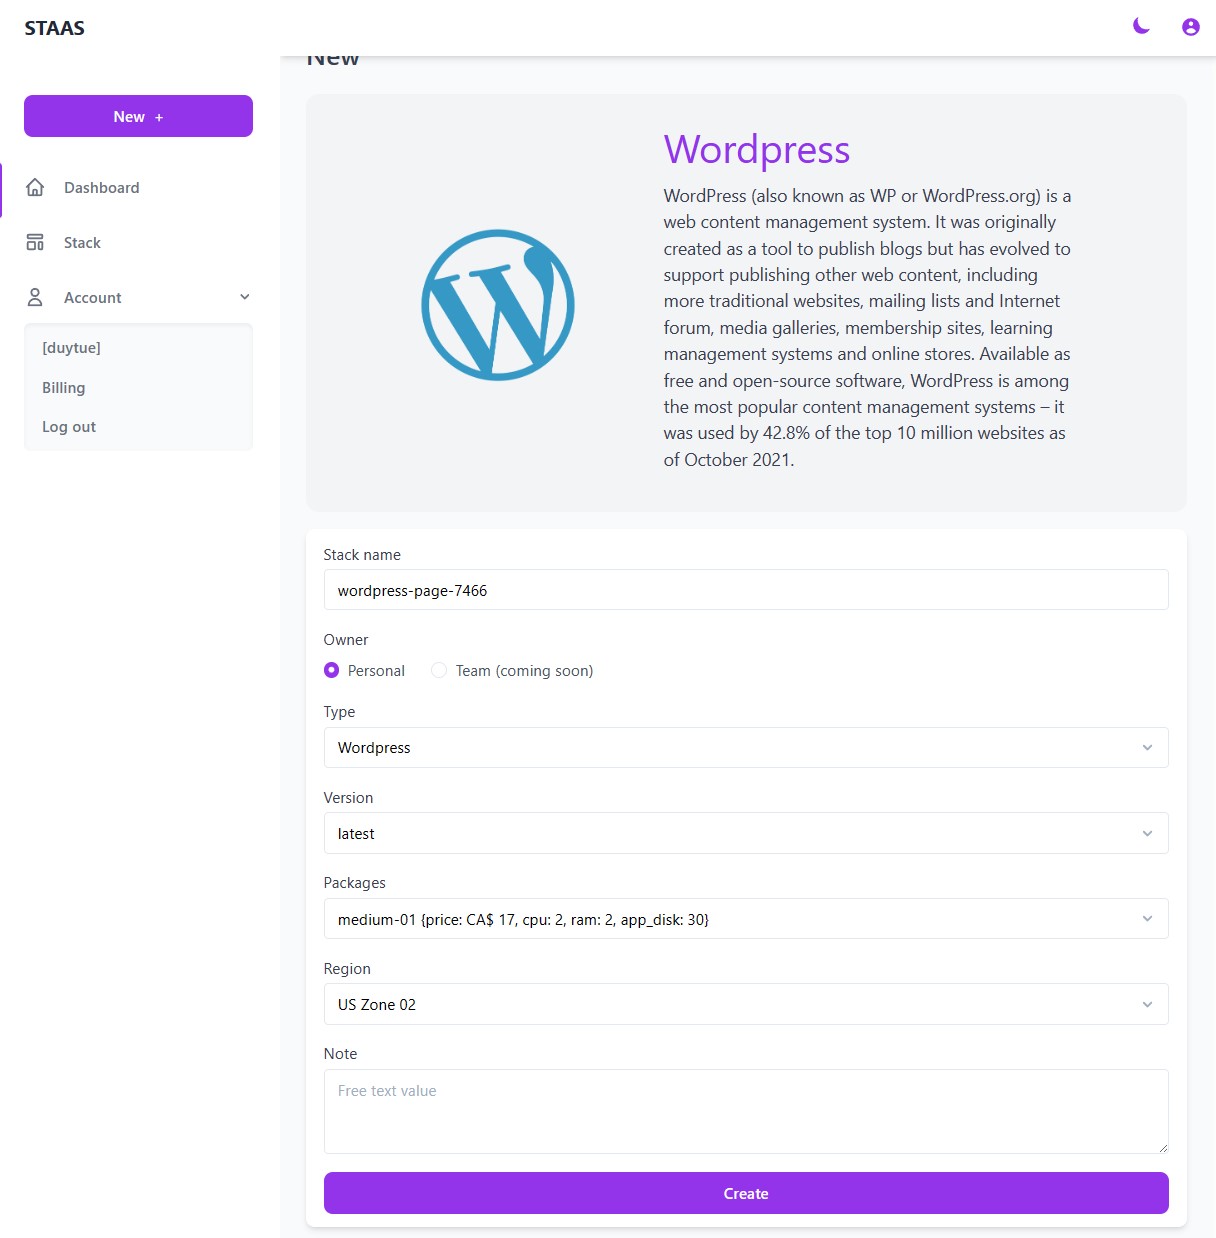 STAAS
New +
Dashboard
Stack
Account
[duytue]
Billing
Log out
New
Wordpress
WordPress (also known as WP or WordPress.org) is a
web content management system. It was originally
created as a tool to publish blogs but has evolved to
support publishing other web content, including
more traditional websites, mailing lists and Internet
forum, media galleries, membership sites, learning
management systems and online stores. Available as
free and open-source software, WordPress is among
the most popular content management systems – it
was used by 42.8% of the top 10 million websites as
of October 2021.
Stack name
wordpress-page-7466
Owner
Personal
Team (coming soon)
Type
Wordpress
Version
latest
Packages
medium-01 {price: CA$ 17, cpu: 2, ram: 2, app_disk: 30}
Region
US Zone 02
Note
Free text value
Create